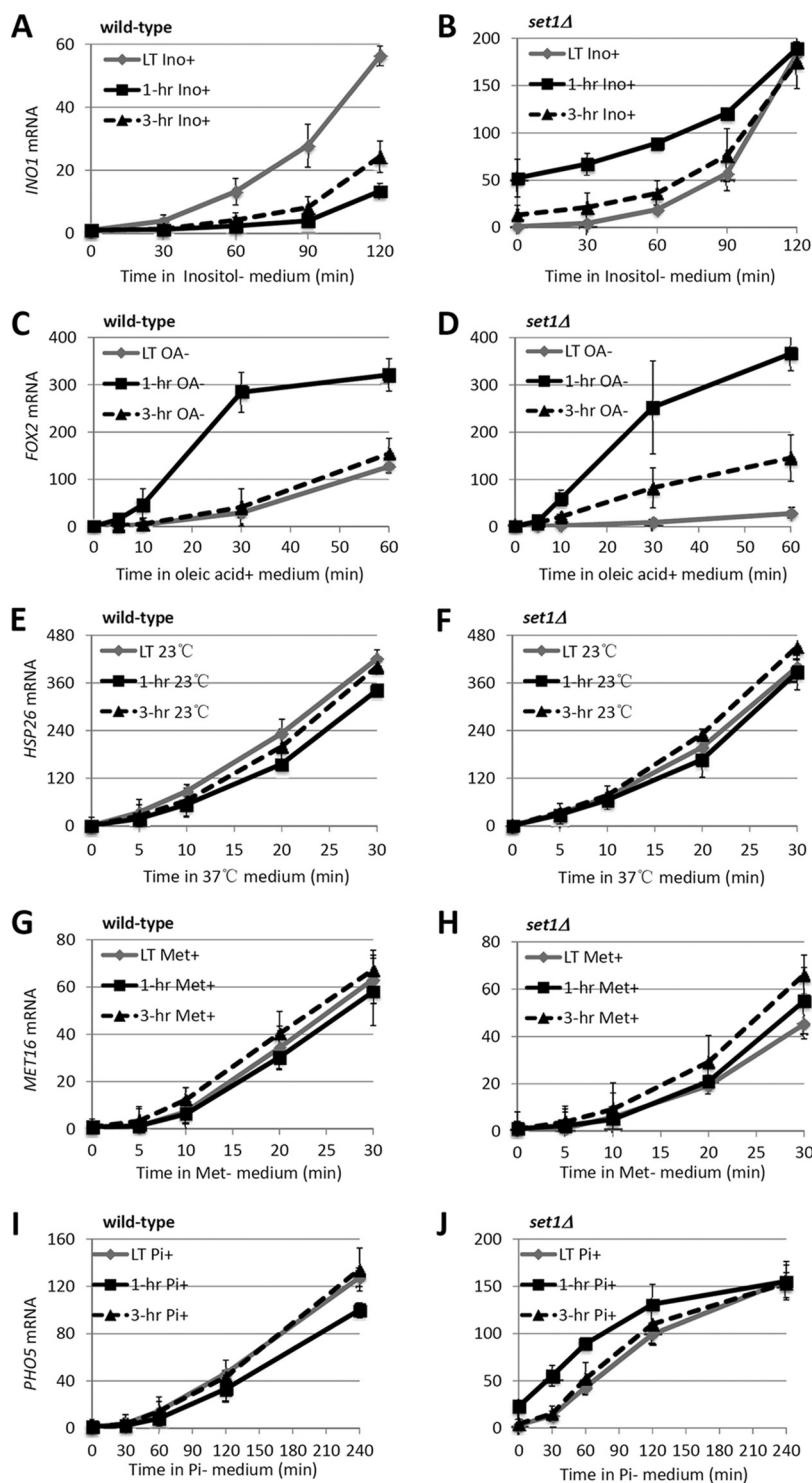 A
wild-type
60
40
20
0
INO1 mRNA
LT Ino+
1-hr Ino+
3-hr Ino+
0 30 60 90 120
Time in Inositol- medium (min)
B
set1Δ
200
150
100
50
0
LT Ino+
1-hr Ino+
3-hr Ino+
0 30 60 90 120
Time in Inositol- medium (min)
C
wild-type
400
300
200
100
0
FOX2 mRNA
LT OA-
1-hr OA-
3-hr OA-
0 10 20 30 40 50 60
Time in oleic acid+ medium (min)
D
set1Δ
400
300
200
100
0
LT OA-
1-hr OA-
3-hr OA-
0 10 20 30 40 50 60
Time in oleic acid+ medium (min)
E
wild-type
480
360
240
120
0
HSP26 mRNA
LT 23℃
1-hr 23℃
3-hr 23℃
0 5 10 15 20 25 30
Time in 37℃ medium (min)
F
set1Δ
480
360
240
120
0
LT 23℃
1-hr 23℃
3-hr 23℃
0 5 10 15 20 25 30
Time in 37℃ medium (min)
G
wild-type
80
60
40
20
0
MET16 mRNA
LT Met+
1-hr Met+
3-hr Met+
0 5 10 15 20 25 30
Time in Met- medium (min)
H
set1Δ
80
60
40
20
0
LT Met+
1-hr Met+
3-hr Met+
0 5 10 15 20 25 30
Time in Met- medium (min)
I
wild-type
160
120
80
40
0
PHO5 mRNA
LT Pi+
1-hr Pi+
3-hr Pi+
0 30 60 90 120 150 180 210 240
Time in Pi- medium (min)
J
set1Δ
200
150
100
50
0
LT Pi+
1-hr Pi+
3-hr Pi+
0 30 60 90 120 150 180 210 240
Time in Pi- medium (min)